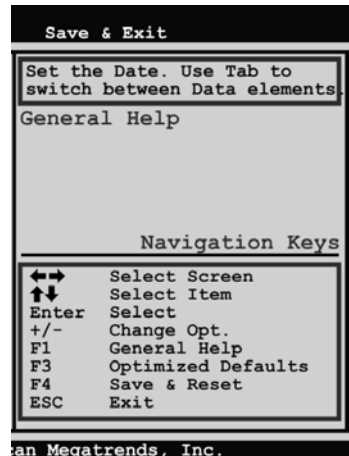 Save & Exit
Set the Date. Use Tab to
switch between Data elements.
General Help
Navigation Keys
←→ Select Screen
↑↓ Select Item
Enter Select
+/- Change Opt.
F1 General Help
F3 Optimized Defaults
F4 Save & Reset
ESC Exit
an Megatrends, Inc.